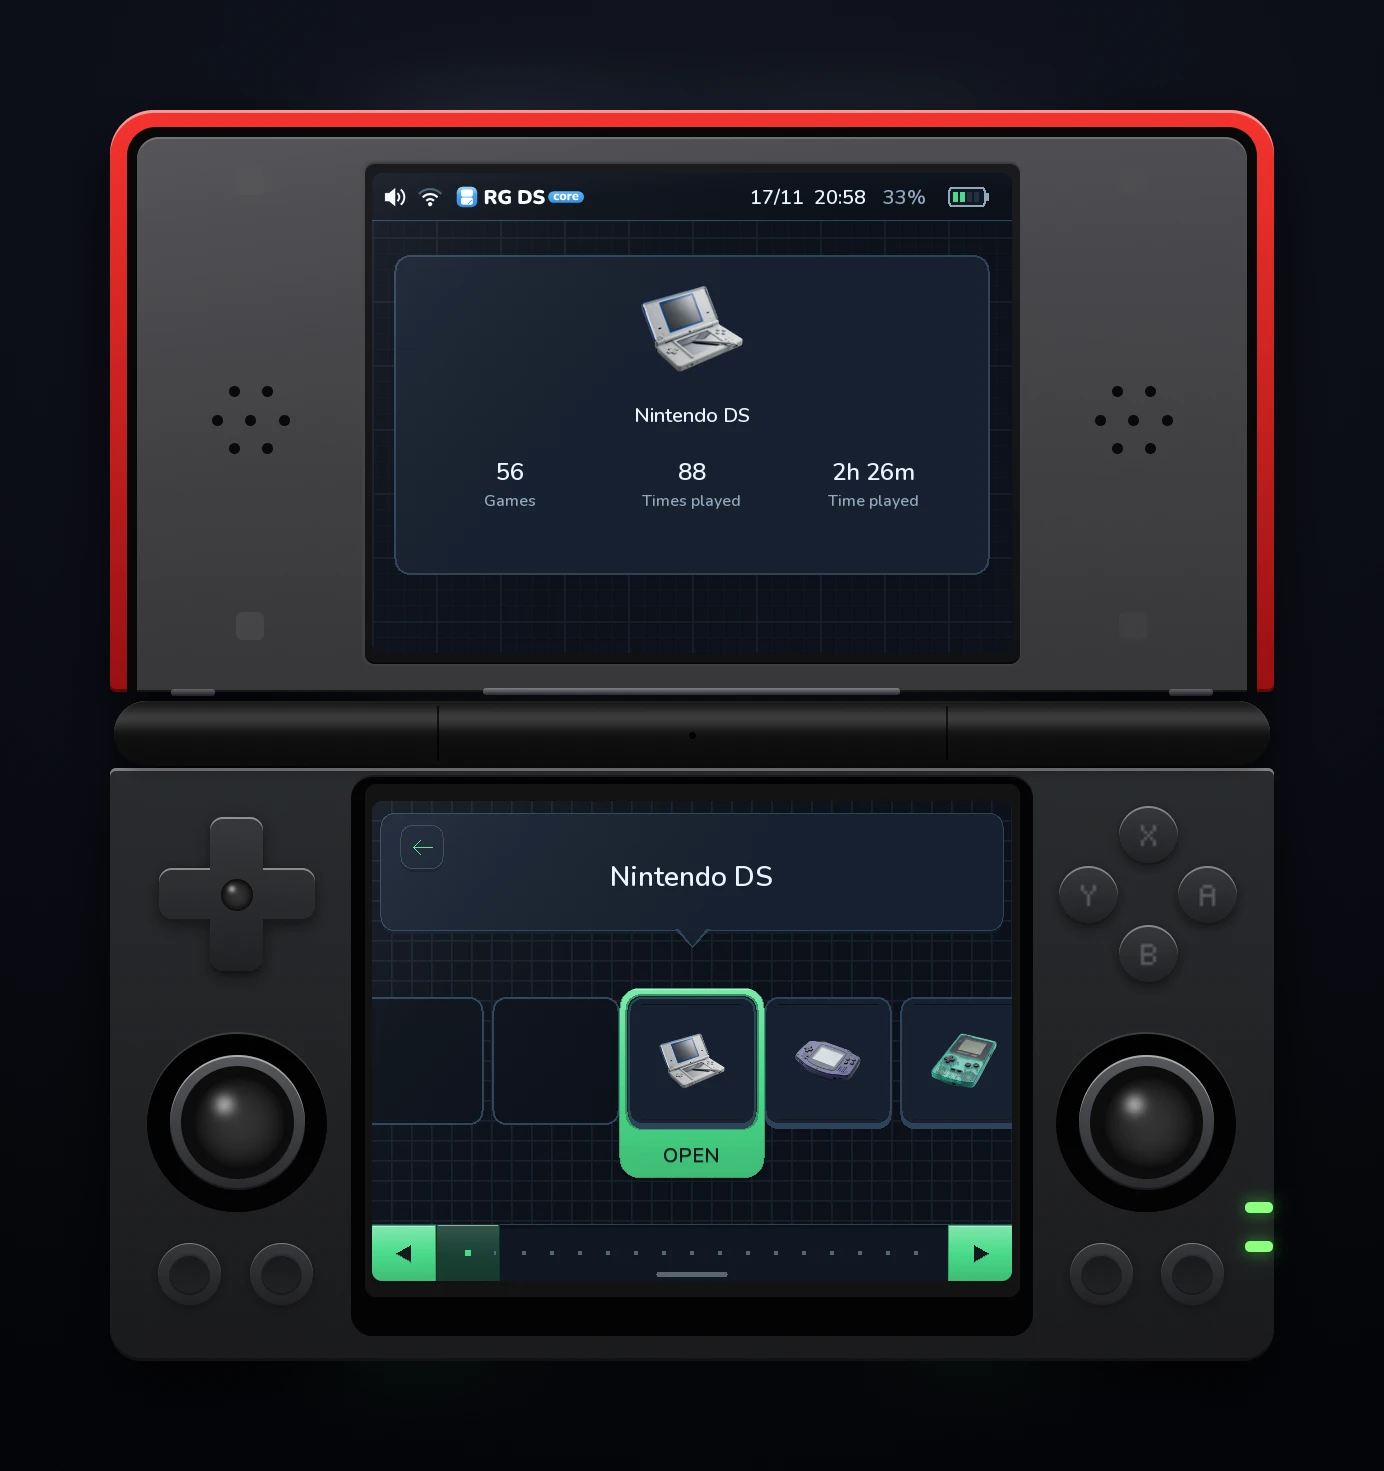 RG DS core 17/11 20:58 33%
Nintendo DS
56 88 2h 26m
Games Times played Time played
Nintendo DS
X
Y A
B
OPEN